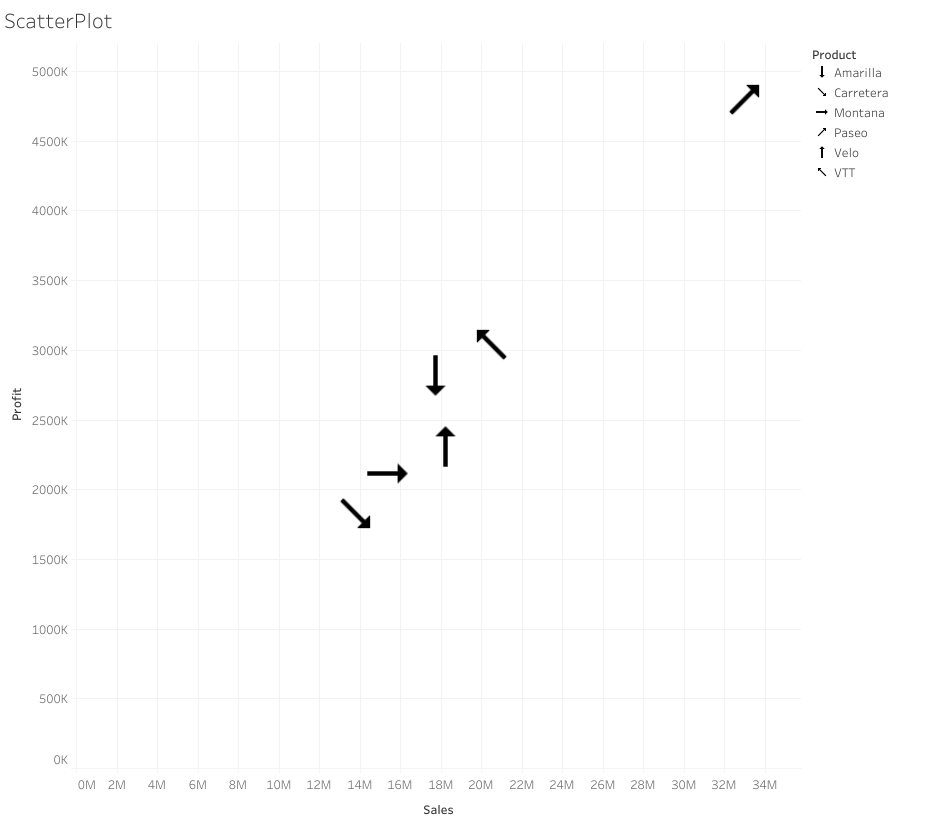 ScatterPlot
Product
Amarilla
Carretera
Montana
Paseo
Velo
VTT
5000K
4500K
4000K
3500K
3000K
2500K
2000K
1500K
1000K
500K
0K
Profit
0M 2M 4M 6M 8M 10M 12M 14M 16M 18M 20M 22M 24M 26M 28M 30M 32M 34M
Sales